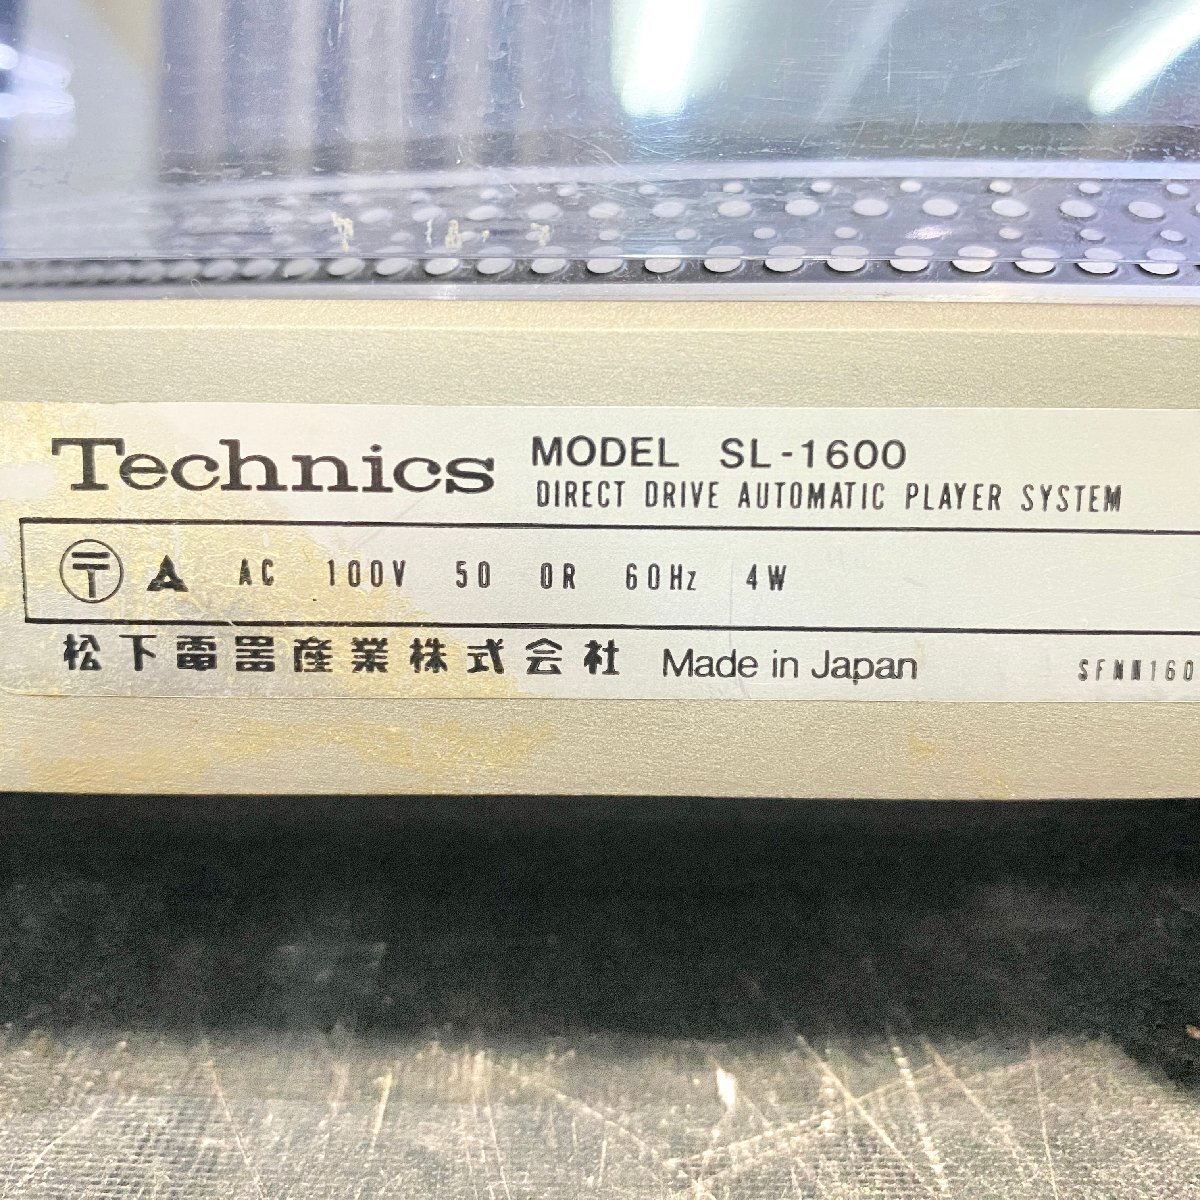 Technics MODEL SL-1600
DIRECT DRIVE AUTOMATIC PLAYER SYSTEM
〒 AC 100V 50 OR 60Hz 4W
松下電器産業株式会社 Made in Japan